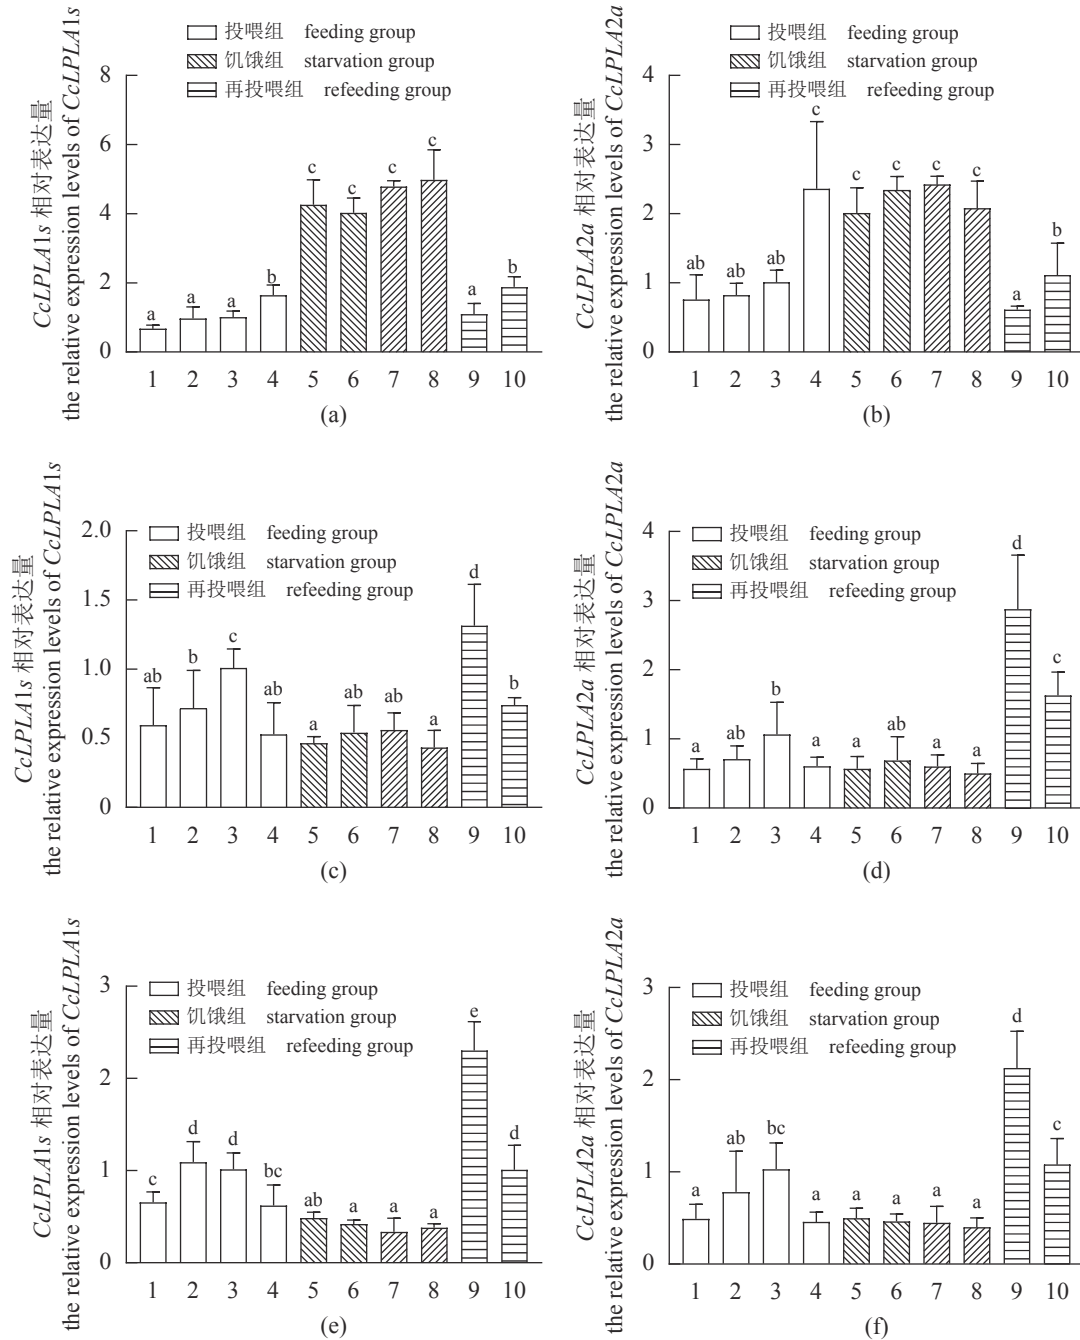 投喂组 feeding group
饥饿组 starvation group
再投喂组 refeeding group
CcLPLA1s 相对表达量
the relative expression levels of CcLPLA1s
8
6
4
2
0
a a a b c c c c a b
1 2 3 4 5 6 7 8 9 10
(a)
投喂组 feeding group
饥饿组 starvation group
再投喂组 refeeding group
CcLPLA2a 相对表达量
the relative expression levels of CcLPLA2a
4
3
2
1
0
ab ab ab c c c c c a b
1 2 3 4 5 6 7 8 9 10
(b)
投喂组 feeding group
饥饿组 starvation group
再投喂组 refeeding group
CcLPLA1s 相对表达量
the relative expression levels of CcLPLA1s
2.0
1.5
1.0
0.5
0
ab b c ab a ab ab a d b
1 2 3 4 5 6 7 8 9 10
(c)
投喂组 feeding group
饥饿组 starvation group
再投喂组 refeeding group
CcLPLA2a 相对表达量
the relative expression levels of CcLPLA2a
4
3
2
1
0
a a b a a ab a a d c
1 2 3 4 5 6 7 8 9 10
(d)
投喂组 feeding group
饥饿组 starvation group
再投喂组 refeeding group
CcLPLA1s 相对表达量
the relative expression levels of CcLPLA1s
3
2
1
0
c d d bc ab a a a e d
1 2 3 4 5 6 7 8 9 10
(e)
投喂组 feeding group
饥饿组 starvation group
再投喂组 refeeding group
CcLPLA2a 相对表达量
the relative expression levels of CcLPLA2a
3
2
1
0
a ab bc a a a a a d c
1 2 3 4 5 6 7 8 9 10
(f)